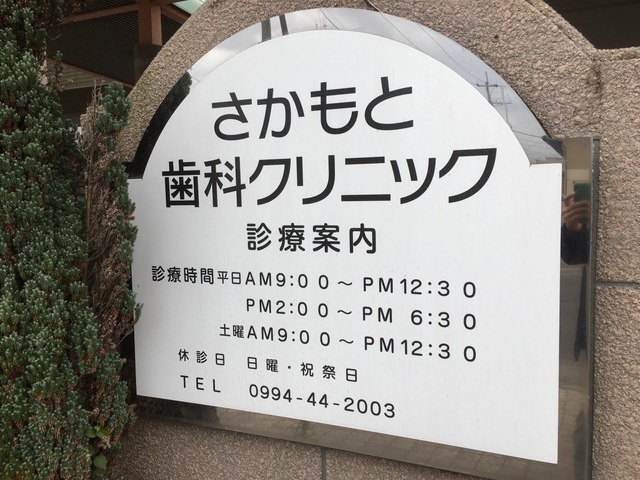 さかもと
歯科クリニック
診療案内
診療時間 平日 AM9:00～PM12:30
PM2:00～PM 6:30
土曜 AM9:00～PM12:30
休診日 日曜・祝祭日
TEL 0994-44-2003